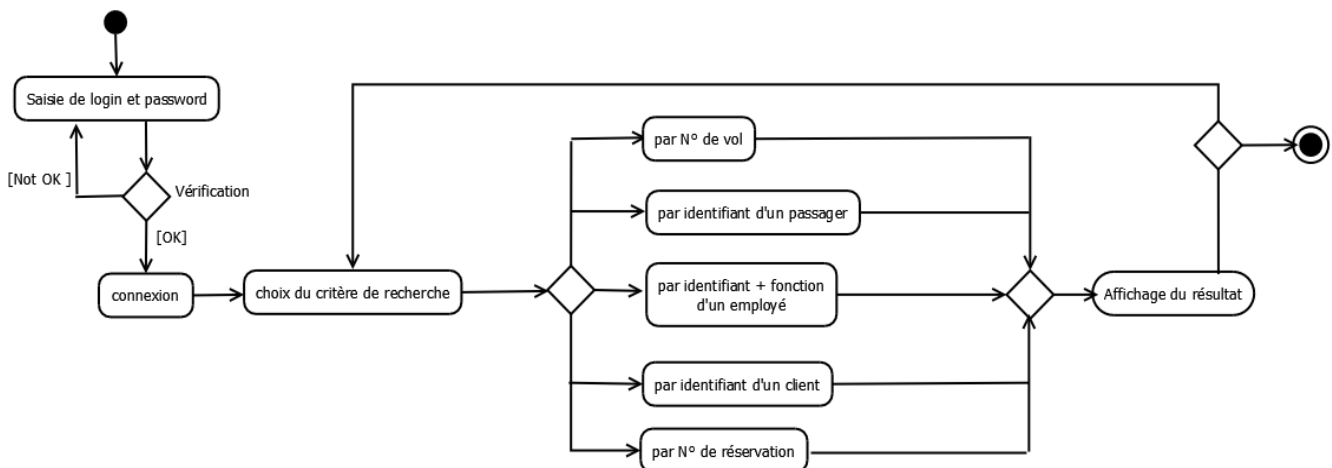 Saisie de login et password
[Not OK ]
Vérification
[OK]
connexion
choix du critère de recherche
par N° de vol
par identifiant d'un passager
par identifiant + fonction
d'un employé
par identifiant d'un client
par N° de réservation
Affichage du résultat